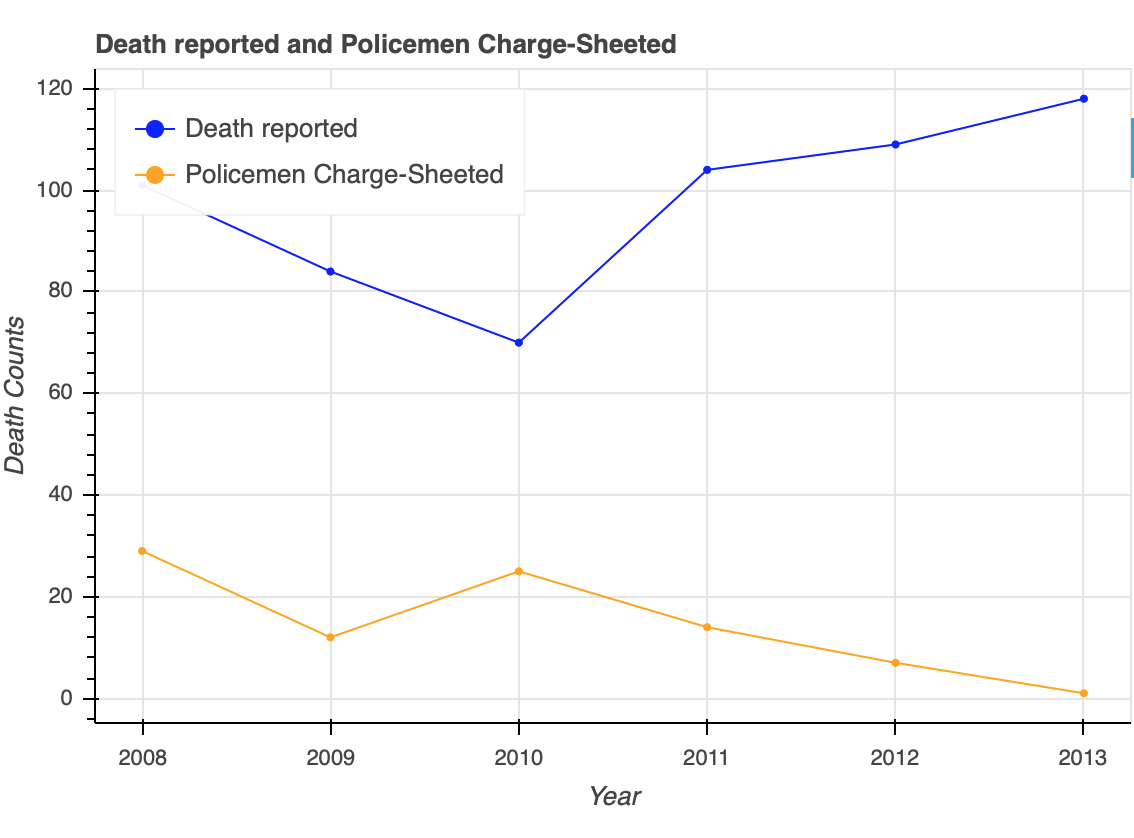 Death reported and Policemen Charge-Sheeted
Death reported
Policemen Charge-Sheeted
120
100
80
60
40
20
0
Death Counts
2008 2009 2010 2011 2012 2013
Year